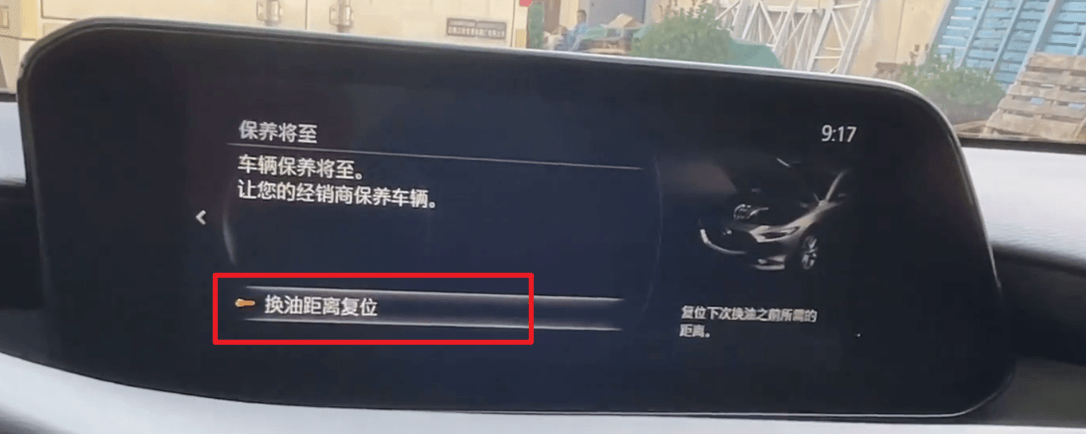 保养将至
9:17
车辆保养将至。
让您的经销商保养车辆。
换油距离复位
复位下次换油之前所需的
距离。